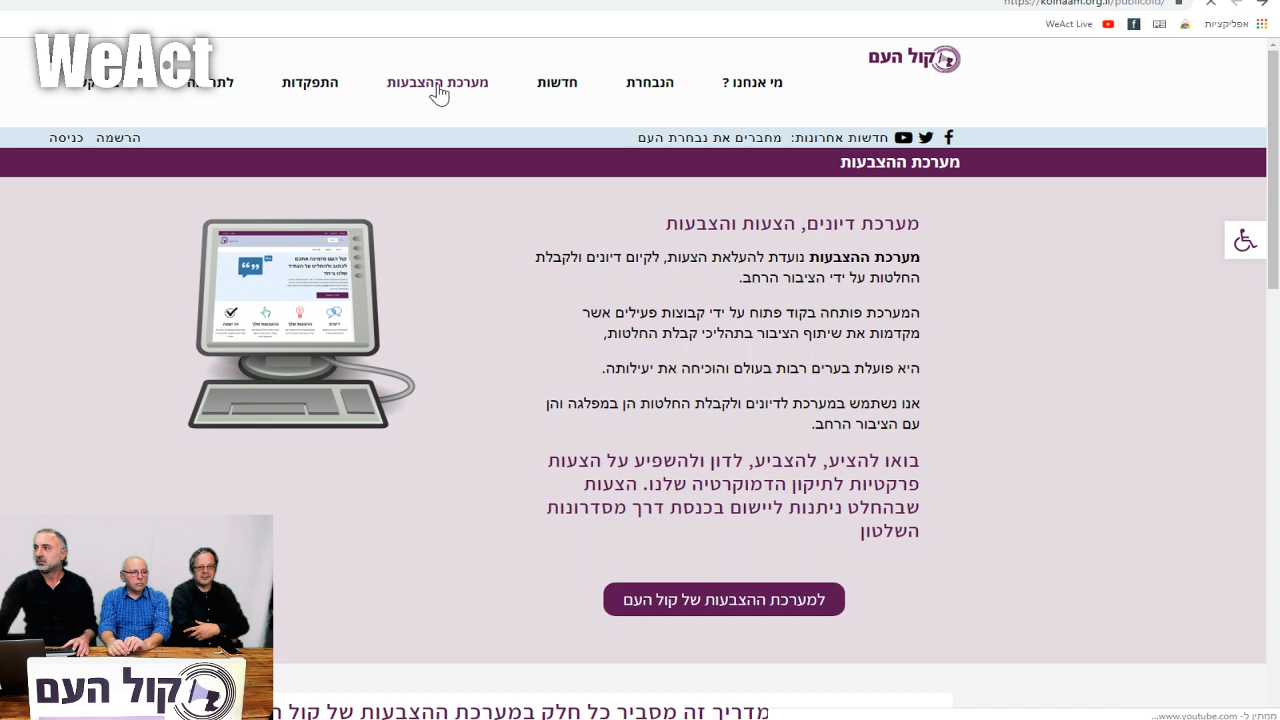 https://kolnaam.org.il/publicold/
אפליקציות
WeAct Live
WeAct
קול העם
מי אנחנו ?
הנבחרת
חדשות
מערכת ההצבעות
התפקדות
חדשות אחרונות: מחברים את נבחרת העם
הרשמה כניסה
מערכת ההצבעות
מערכת דיונים, הצעות והצבעות
מערכת ההצבעות נועדת להעלאת הצעות, לקיום דיונים ולקבלת
החלטות על ידי הציבור הרחב.
המערכת פותחה בקוד פתוח על ידי קבוצות פעילים אשר
מקדמות את שיתוף הציבור בתהליכי קבלת החלטות,
היא פועלת בערים רבות בעולם והוכיחה את יעילותה.
אנו נשתמש במערכת לדיונים ולקבלת החלטות הן במפלגה והן
עם הציבור הרחב.
בואו להציע, להצביע, לדון ולהשפיע על הצעות
פרקטיות לתיקון הדמוקרטיה שלנו. הצעות
שבהחלט ניתנות ליישום בכנסת דרך מסדרונות
השלטון
למערכת ההצבעות של קול העם
קול העם
מדריך זה מסביר כל חלק במערכת ההצבעות של קול
ממתין ל- www.youtube.com...